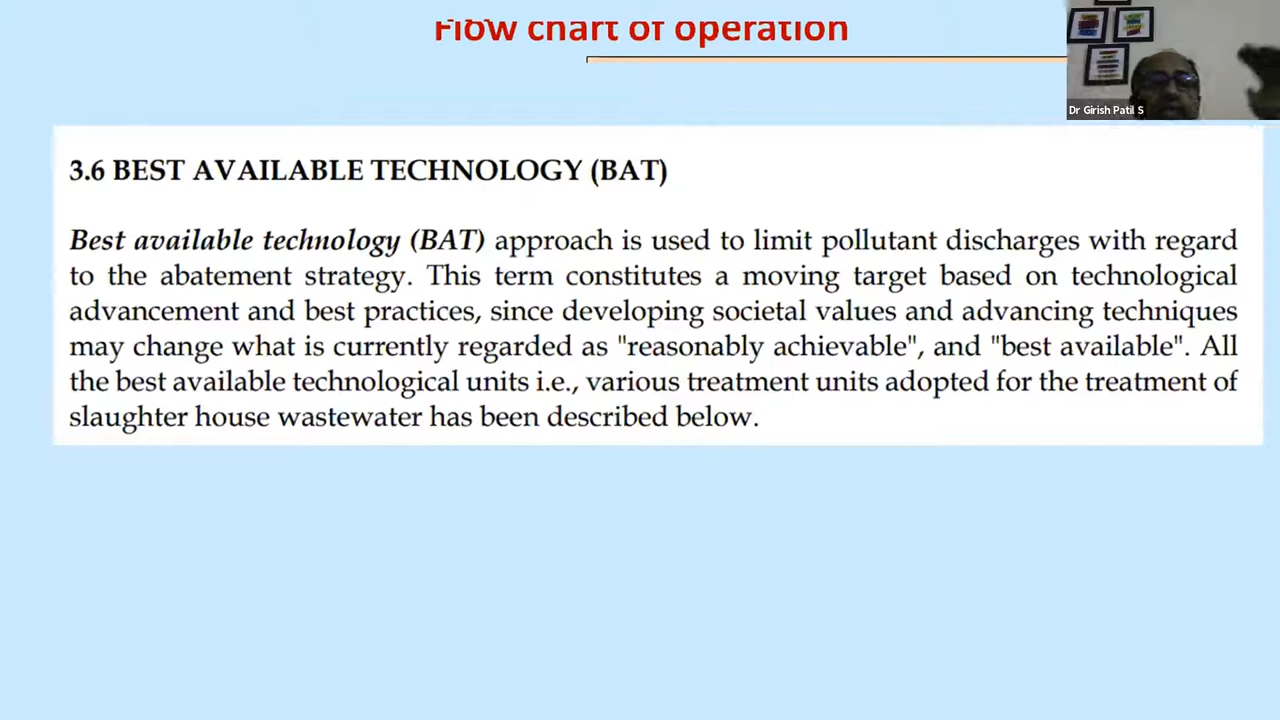 Flow chart of operation
Dr Girish Patil S
3.6 BEST AVAILABLE TECHNOLOGY (BAT)
Best available technology (BAT) approach is used to limit pollutant discharges with regard
to the abatement strategy. This term constitutes a moving target based on technological
advancement and best practices, since developing societal values and advancing techniques
may change what is currently regarded as "reasonably achievable", and "best available". All
the best available technological units i.e., various treatment units adopted for the treatment of
slaughter house wastewater has been described below.